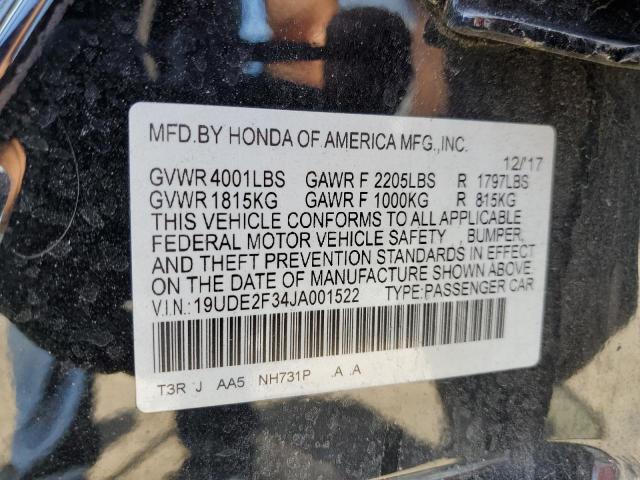 MFD.BY HONDA OF AMERICA MFG.,INC.
12/'17
GVWR 4001LBS GAWR F 2205LBS R 1797LBS
GVWR 1815KG GAWR F 1000KG R 815KG
THIS VEHICLE CONFORMS TO ALL APPLICABLE
FEDERAL MOTOR VEHICLE SAFETY , BUMPER,
AND THEFT PREVENTION STANDARDS IN EFFECT
ON THE DATE OF MANUFACTURE SHOWN ABOVE.
V.I.N.:19UDE2F34JA001522 TYPE:PASSENGER CAR
T3R J AA5 NH731P .A .A